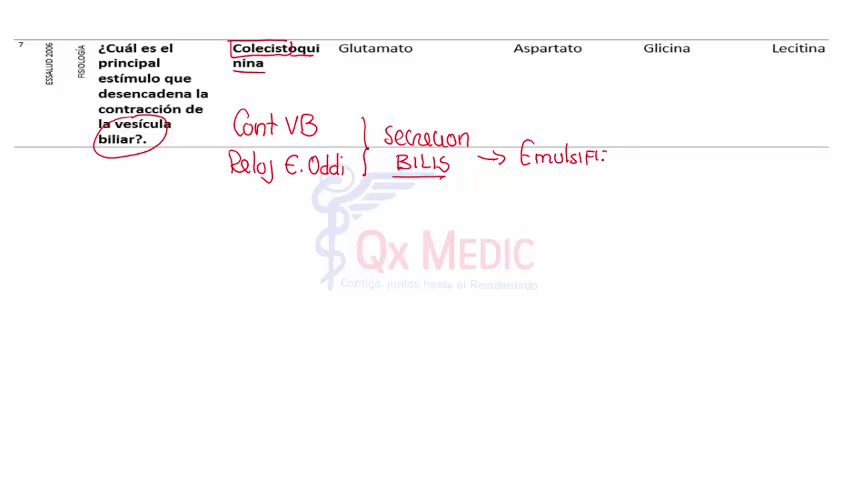 7
ESSALUD 2006
FISIOLOGÍA
¿Cuál es el
principal
estímulo que
desencadena la
contracción de
la vesícula
biliar?.
Colecistoqui
nina
Glutamato
Aspartato
Glicina
Lecitina
Cont VB
Relaj E. Oddi
secrecion
BILIS
→ Emulsifi
Qx MEDIC
Contigo, juntos hasta el Residentado